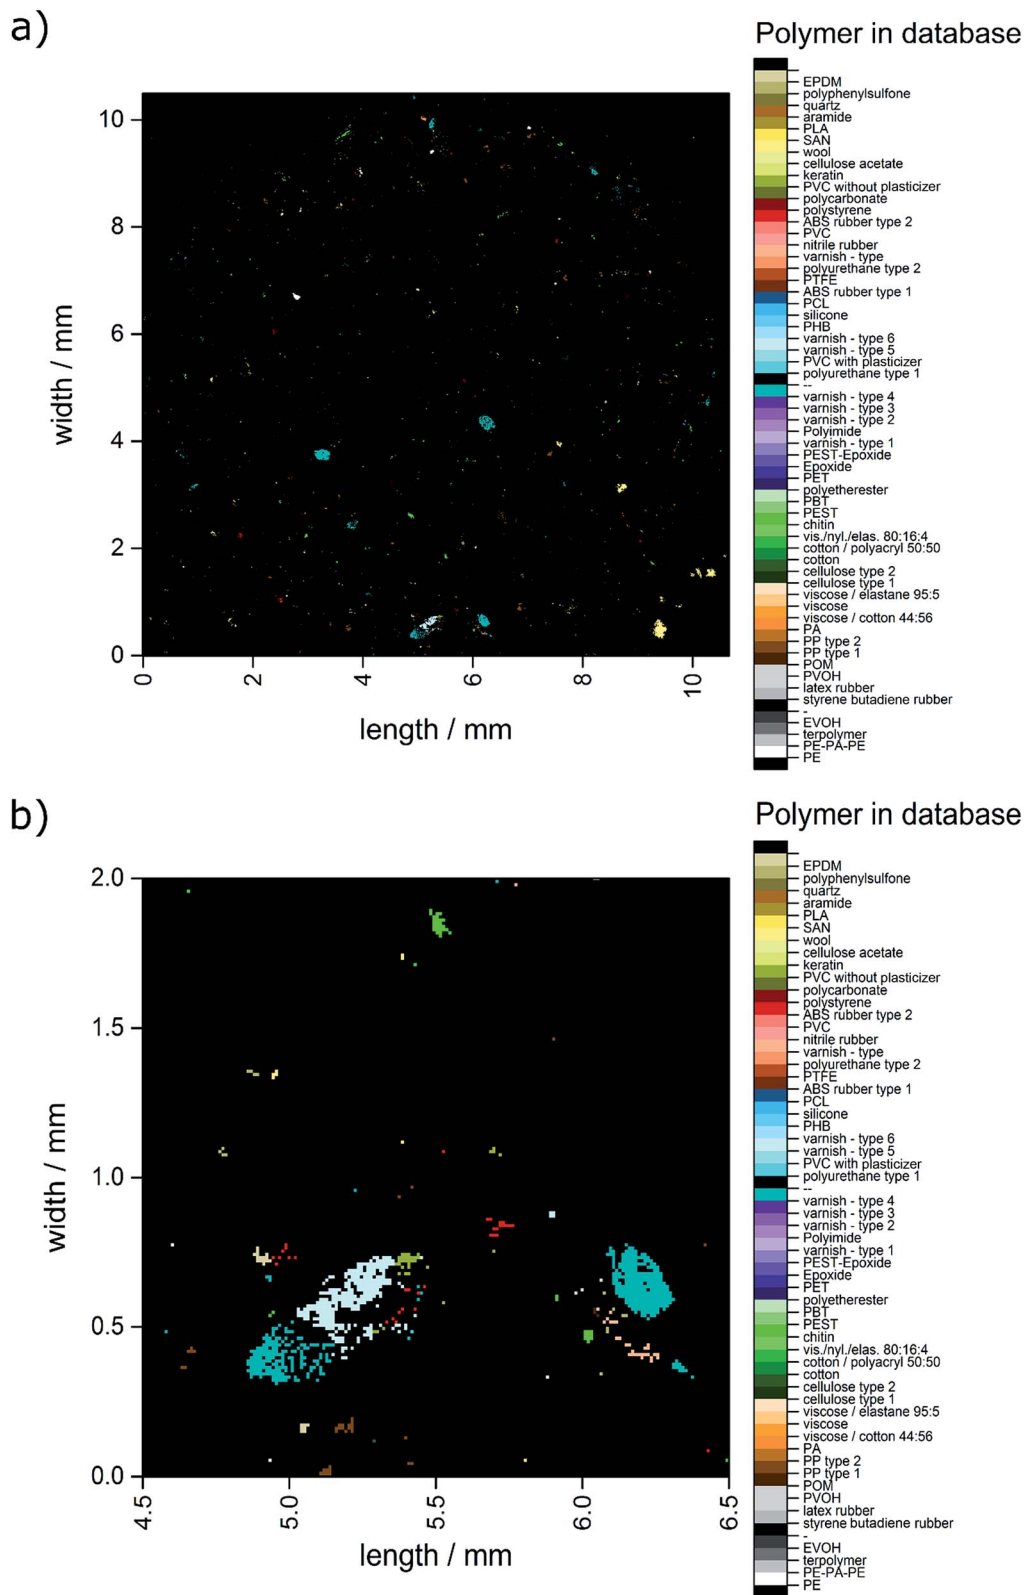 a)
Polymer in database
EPDM
polyphenylsulfone
quartz
aramide
PLA
SAN
wool
cellulose acetate
keratin
PVC without plasticizer
polycarbonate
polystyrene
ABS rubber type 2
PVC
nitrile rubber
varnish - type
polyurethane type 2
PTFE
ABS rubber type 1
PCL
silicone
PHB
varnish - type 6
varnish - type 5
PVC with plasticizer
polyurethane type 1
--
varnish - type 4
varnish - type 3
varnish - type 2
Polyimide
varnish - type 1
PEST-Epoxide
Epoxide
PET
polyetherester
PBT
PEST
chitin
vis./nyl./elas. 80:16:4
cotton / polyacryl 50:50
cotton
cellulose type 2
cellulose type 1
viscose / elastane 95:5
viscose
viscose / cotton 44:56
PA
PP type 2
PP type 1
POM
PVOH
latex rubber
styrene butadiene rubber
-
EVOH
terpolymer
PE-PA-PE
PE
10
8
6
4
2
0
width / mm
0 2 4 6 8 10
length / mm
b)
Polymer in database
EPDM
polyphenylsulfone
quartz
aramide
PLA
SAN
wool
cellulose acetate
keratin
PVC without plasticizer
polycarbonate
polystyrene
ABS rubber type 2
PVC
nitrile rubber
varnish - type
polyurethane type 2
PTFE
ABS rubber type 1
PCL
silicone
PHB
varnish - type 6
varnish - type 5
PVC with plasticizer
polyurethane type 1
--
varnish - type 4
varnish - type 3
varnish - type 2
Polyimide
varnish - type 1
PEST-Epoxide
Epoxide
PET
polyetherester
PBT
PEST
chitin
vis./nyl./elas. 80:16:4
cotton / polyacryl 50:50
cotton
cellulose type 2
cellulose type 1
viscose / elastane 95:5
viscose
viscose / cotton 44:56
PA
PP type 2
PP type 1
POM
PVOH
latex rubber
styrene butadiene rubber
-
EVOH
terpolymer
PE-PA-PE
PE
2.0
1.5
1.0
0.5
0.0
width / mm
4.5 5.0 5.5 6.0 6.5
length / mm